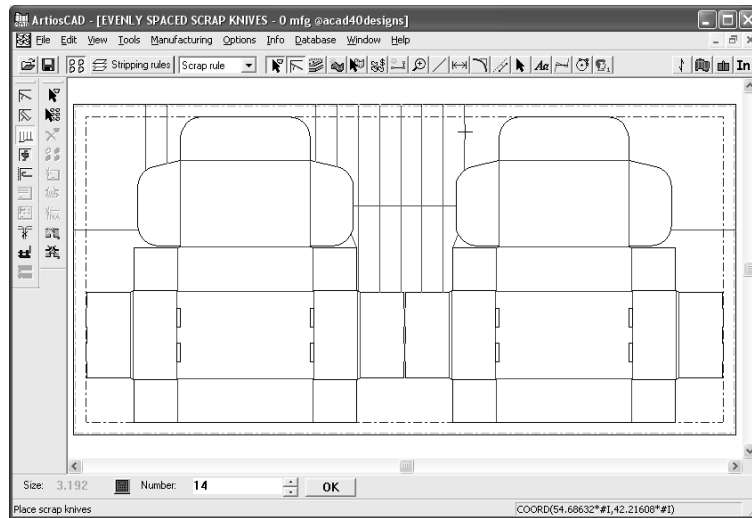 ArtiosCAD - [EVENLY SPACED SCRAP KNIVES - 0 mfg @acad40designs]
File Edit View Tools Manufacturing Options Info Database Window Help
Stripping rules Scrap rule Aa In
Size: 3.192 Number: 14 OK
Place scrap knives COORD(54.68632*#I,42.21608*#I)